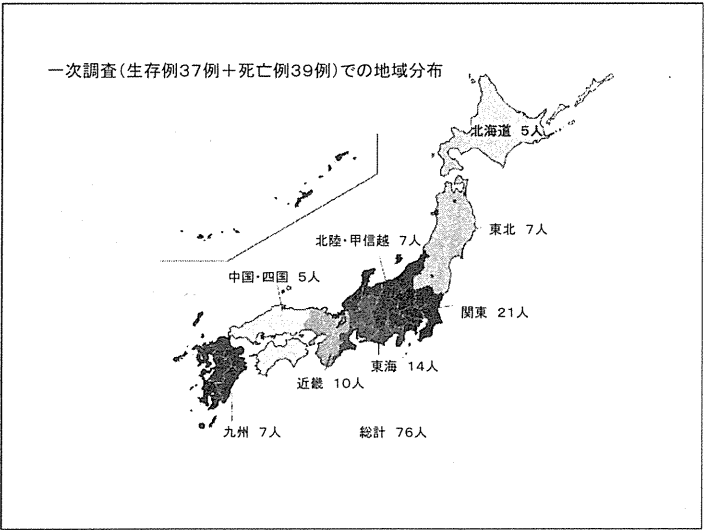 一次調査(生存例37例+死亡例39例)での地域分布
北海道 5人
東北 7人
北陸・甲信越 7人
中国・四国 5人
関東 21人
東海 14人
近畿 10人
九州 7人
総計 76人